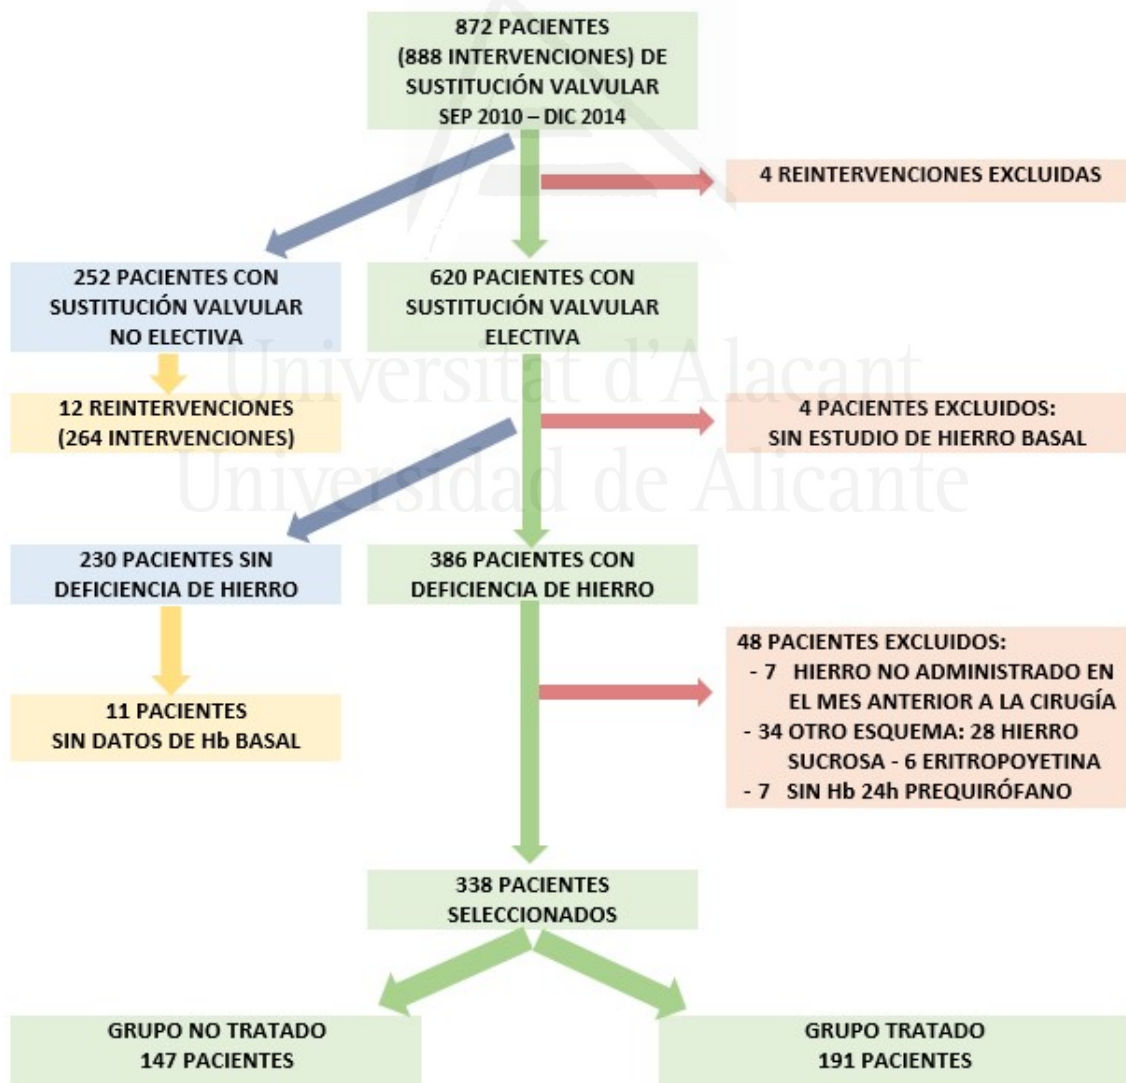 872 PACIENTES
(888 INTERVENCIONES) DE
SUSTITUCIÓN VALVULAR
SEP 2010 – DIC 2014
4 REINTERVENCIONES EXCLUIDAS
252 PACIENTES CON
SUSTITUCIÓN VALVULAR
NO ELECTIVA
620 PACIENTES CON
SUSTITUCIÓN VALVULAR
ELECTIVA
Universitat d'Alacant
Universidad de Alicante
12 REINTERVENCIONES
(264 INTERVENCIONES)
4 PACIENTES EXCLUIDOS:
SIN ESTUDIO DE HIERRO BASAL
230 PACIENTES SIN
DEFICIENCIA DE HIERRO
386 PACIENTES CON
DEFICIENCIA DE HIERRO
11 PACIENTES
SIN DATOS DE Hb BASAL
48 PACIENTES EXCLUIDOS:
- 7 HIERRO NO ADMINISTRADO EN
EL MES ANTERIOR A LA CIRUGÍA
- 34 OTRO ESQUEMA: 28 HIERRO
SUCROSA - 6 ERITROPOYETINA
- 7 SIN Hb 24h PREQUIRÓFANO
338 PACIENTES
SELECCIONADOS
GRUPO NO TRATADO
147 PACIENTES
GRUPO TRATADO
191 PACIENTES